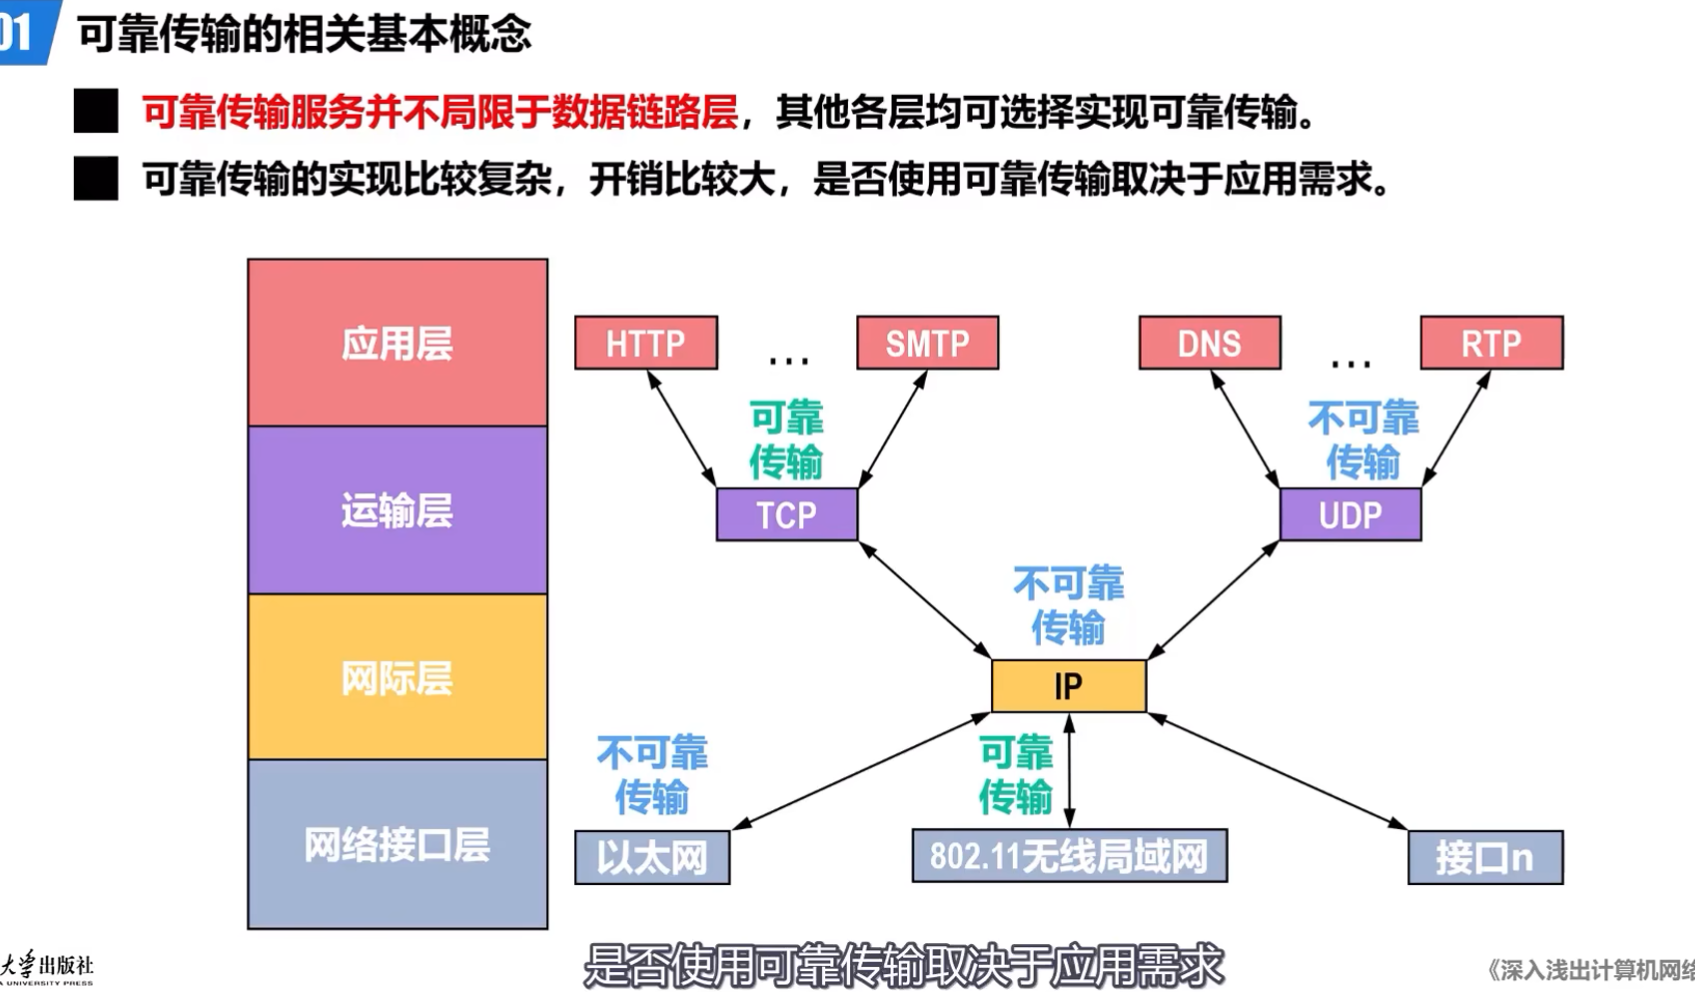 01
可靠传输的相关基本概念
可靠传输服务并不局限于数据链路层，其他各层均可选择实现可靠传输。
可靠传输的实现比较复杂，开销比较大，是否使用可靠传输取决于应用需求。
应用层
HTTP
...
SMTP
DNS
...
RTP
可靠
传输
不可靠
传输
运输层
TCP
UDP
不可靠
传输
网际层
IP
不可靠
传输
可靠
传输
网络接口层
以太网
802.11无线局域网
接口n
是否使用可靠传输取决于应用需求
大学出版社
UNIVERSITY PRESS
《深入浅出计算机网络